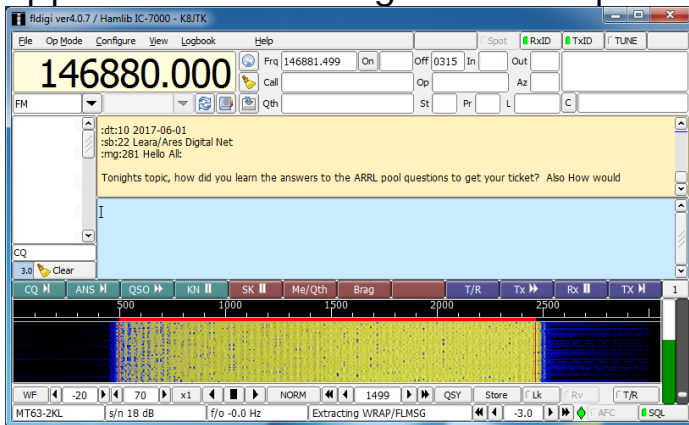 fldigi ver4.0.7 / Hamlib IC-7000 - K8JTK
File Op Mode Configure View Logbook Help Spot RxID TxID TUNE
146880.000 Frq 146881.499 On Off 0315 In Out
Call Op Az
FM Qth St Pr L C
:dt:10 2017-06-01
:sb:22 Leara/Ares Digital Net
:mg:281 Hello All:
Tonights topic, how did you learn the answers to the ARRL pool questions to get your ticket? Also How would
CQ
3.0 Clear
CQ ANS QSO KN SK Me/Qth Brag T/R Tx Rx TX 1
500 1000 1500 2000 2500
WF -20 70 x1 NORM 1499 QSY Store Lk Rv T/R
MT63-2KL s/n 18 dB f/o -0.0 Hz Extracting WRAP/FLMSG -3.0 AFC SQL